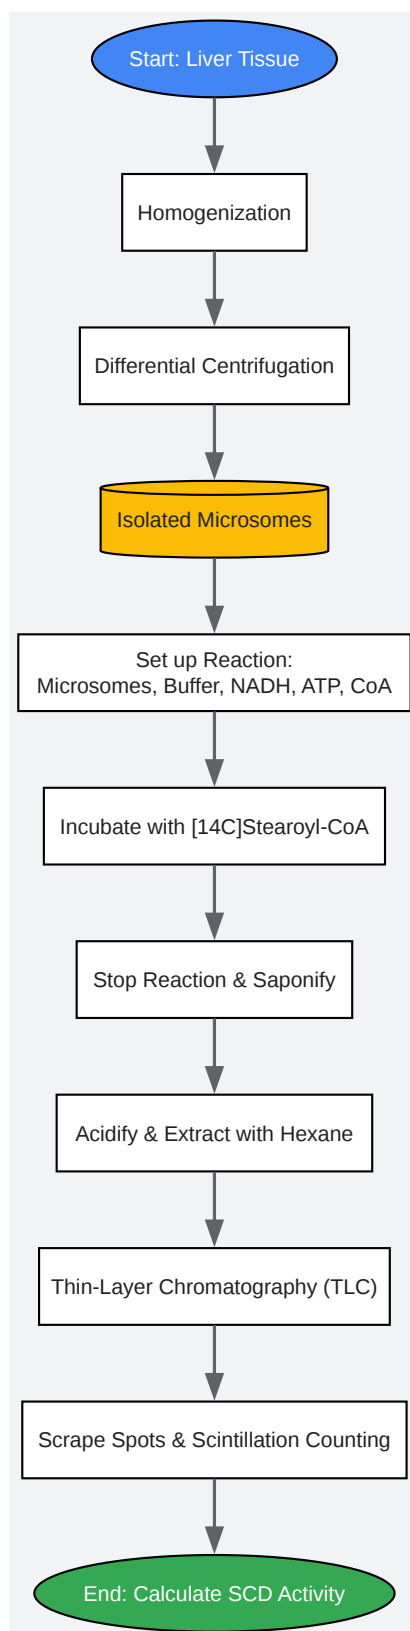 Start: Liver Tissue
Homogenization
Differential Centrifugation
Isolated Microsomes
Set up Reaction:
Microsomes, Buffer, NADH, ATP, CoA
Incubate with [14C]Stearoyl-CoA
Stop Reaction & Saponify
Acidify & Extract with Hexane
Thin-Layer Chromatography (TLC)
Scrape Spots & Scintillation Counting
End: Calculate SCD Activity